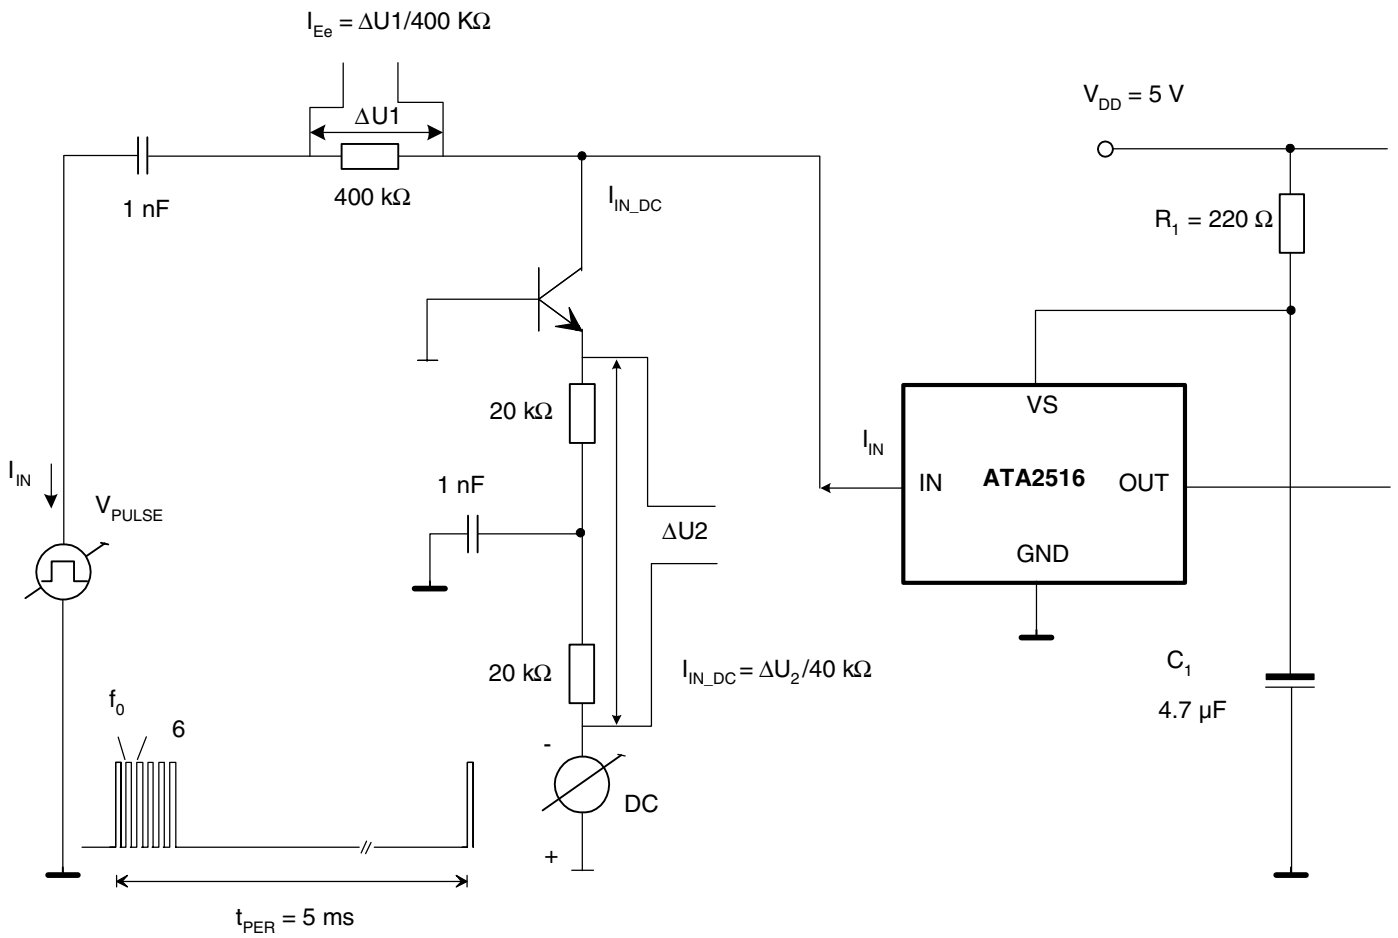 I_Ee = ΔU1/400 KΩ
V_DD = 5 V
ΔU1
400 kΩ
1 nF
I_IN_DC
R_1 = 220 Ω
20 kΩ
VS
I_IN
IN
ATA2516
OUT
I_IN
1 nF
V_PULSE
ΔU2
GND
20 kΩ
I_IN_DC = ΔU_2/40 kΩ
C_1
4.7 µF
f_0
6
-
DC
+
t_PER = 5 ms